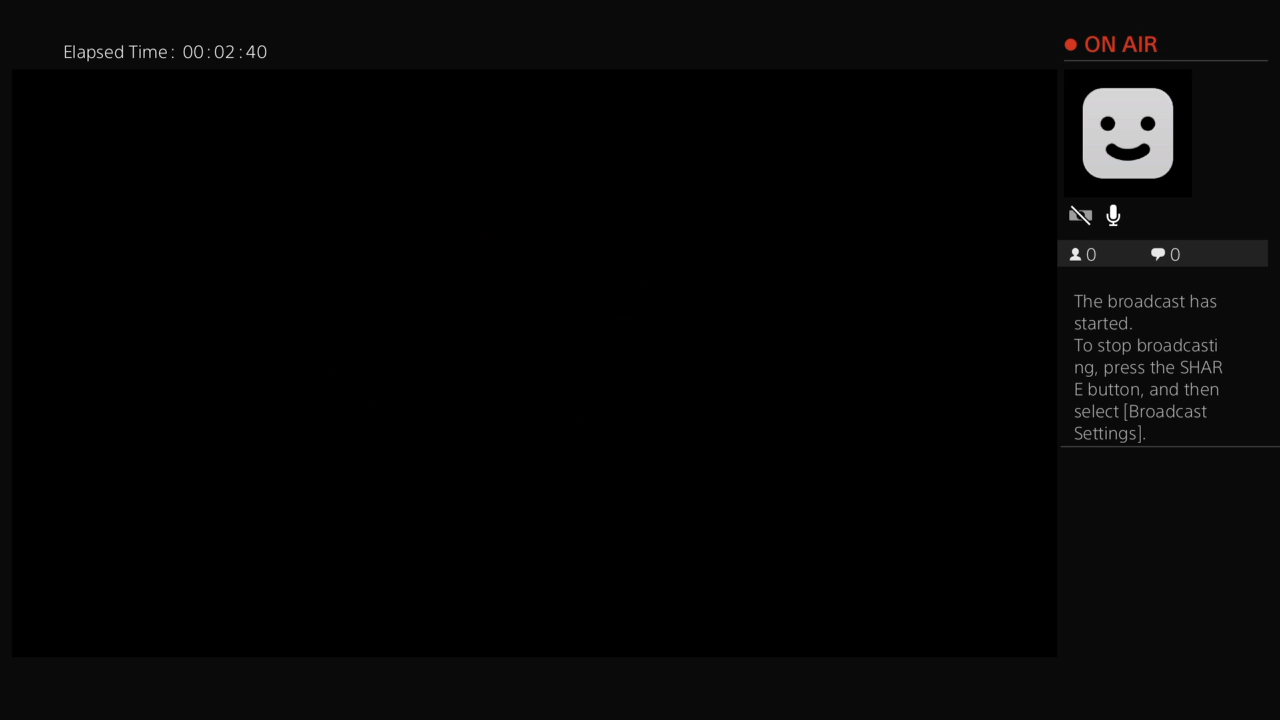 Elapsed Time: 00:02:40
ON AIR
0 0
The broadcast has
started.
To stop broadcasti
ng, press the SHAR
E button, and then
select [Broadcast
Settings].